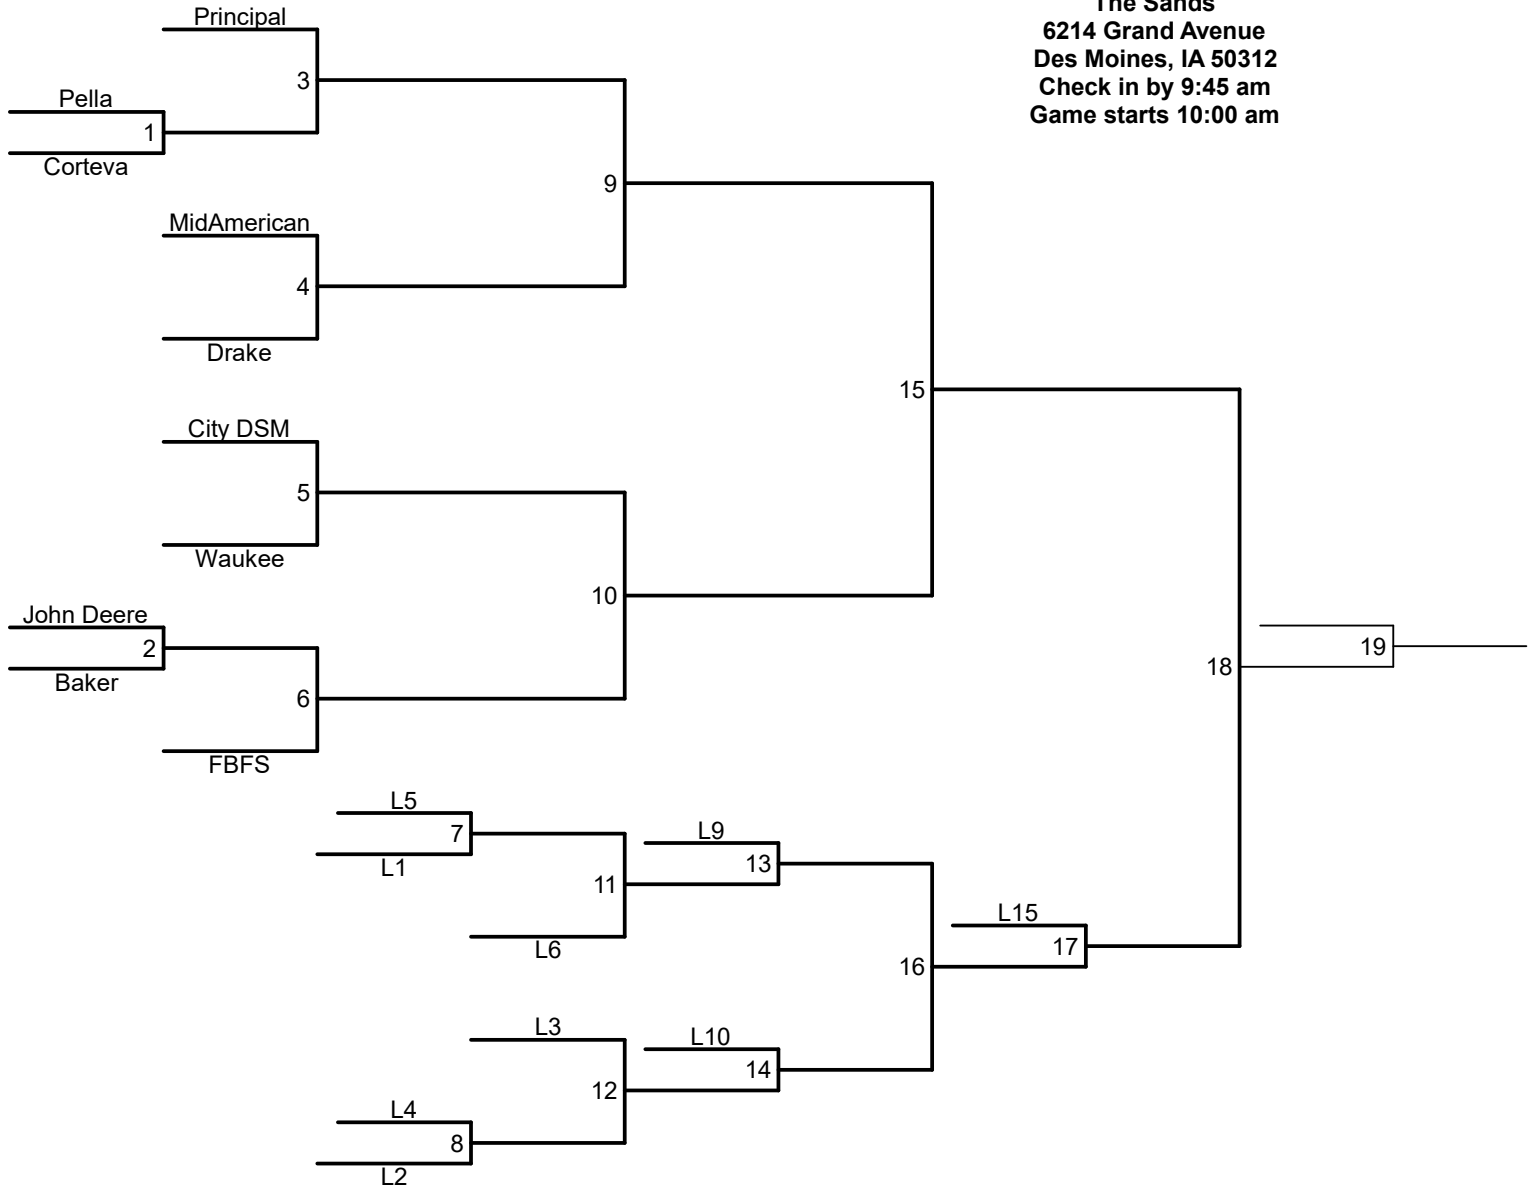 The Sands
6214 Grand Avenue
Des Moines, IA 50312
Check in by 9:45 am
Game starts 10:00 am
Principal
3
Pella
1
Corteva
9
MidAmerican
4
Drake
15
City DSM
5
Waukee
10
John Deere
2
Baker
6
FBFS
19
18
L5
7
L1
L9
13
11
L6
L15
17
16
L3
L10
14
12
L4
8
L2